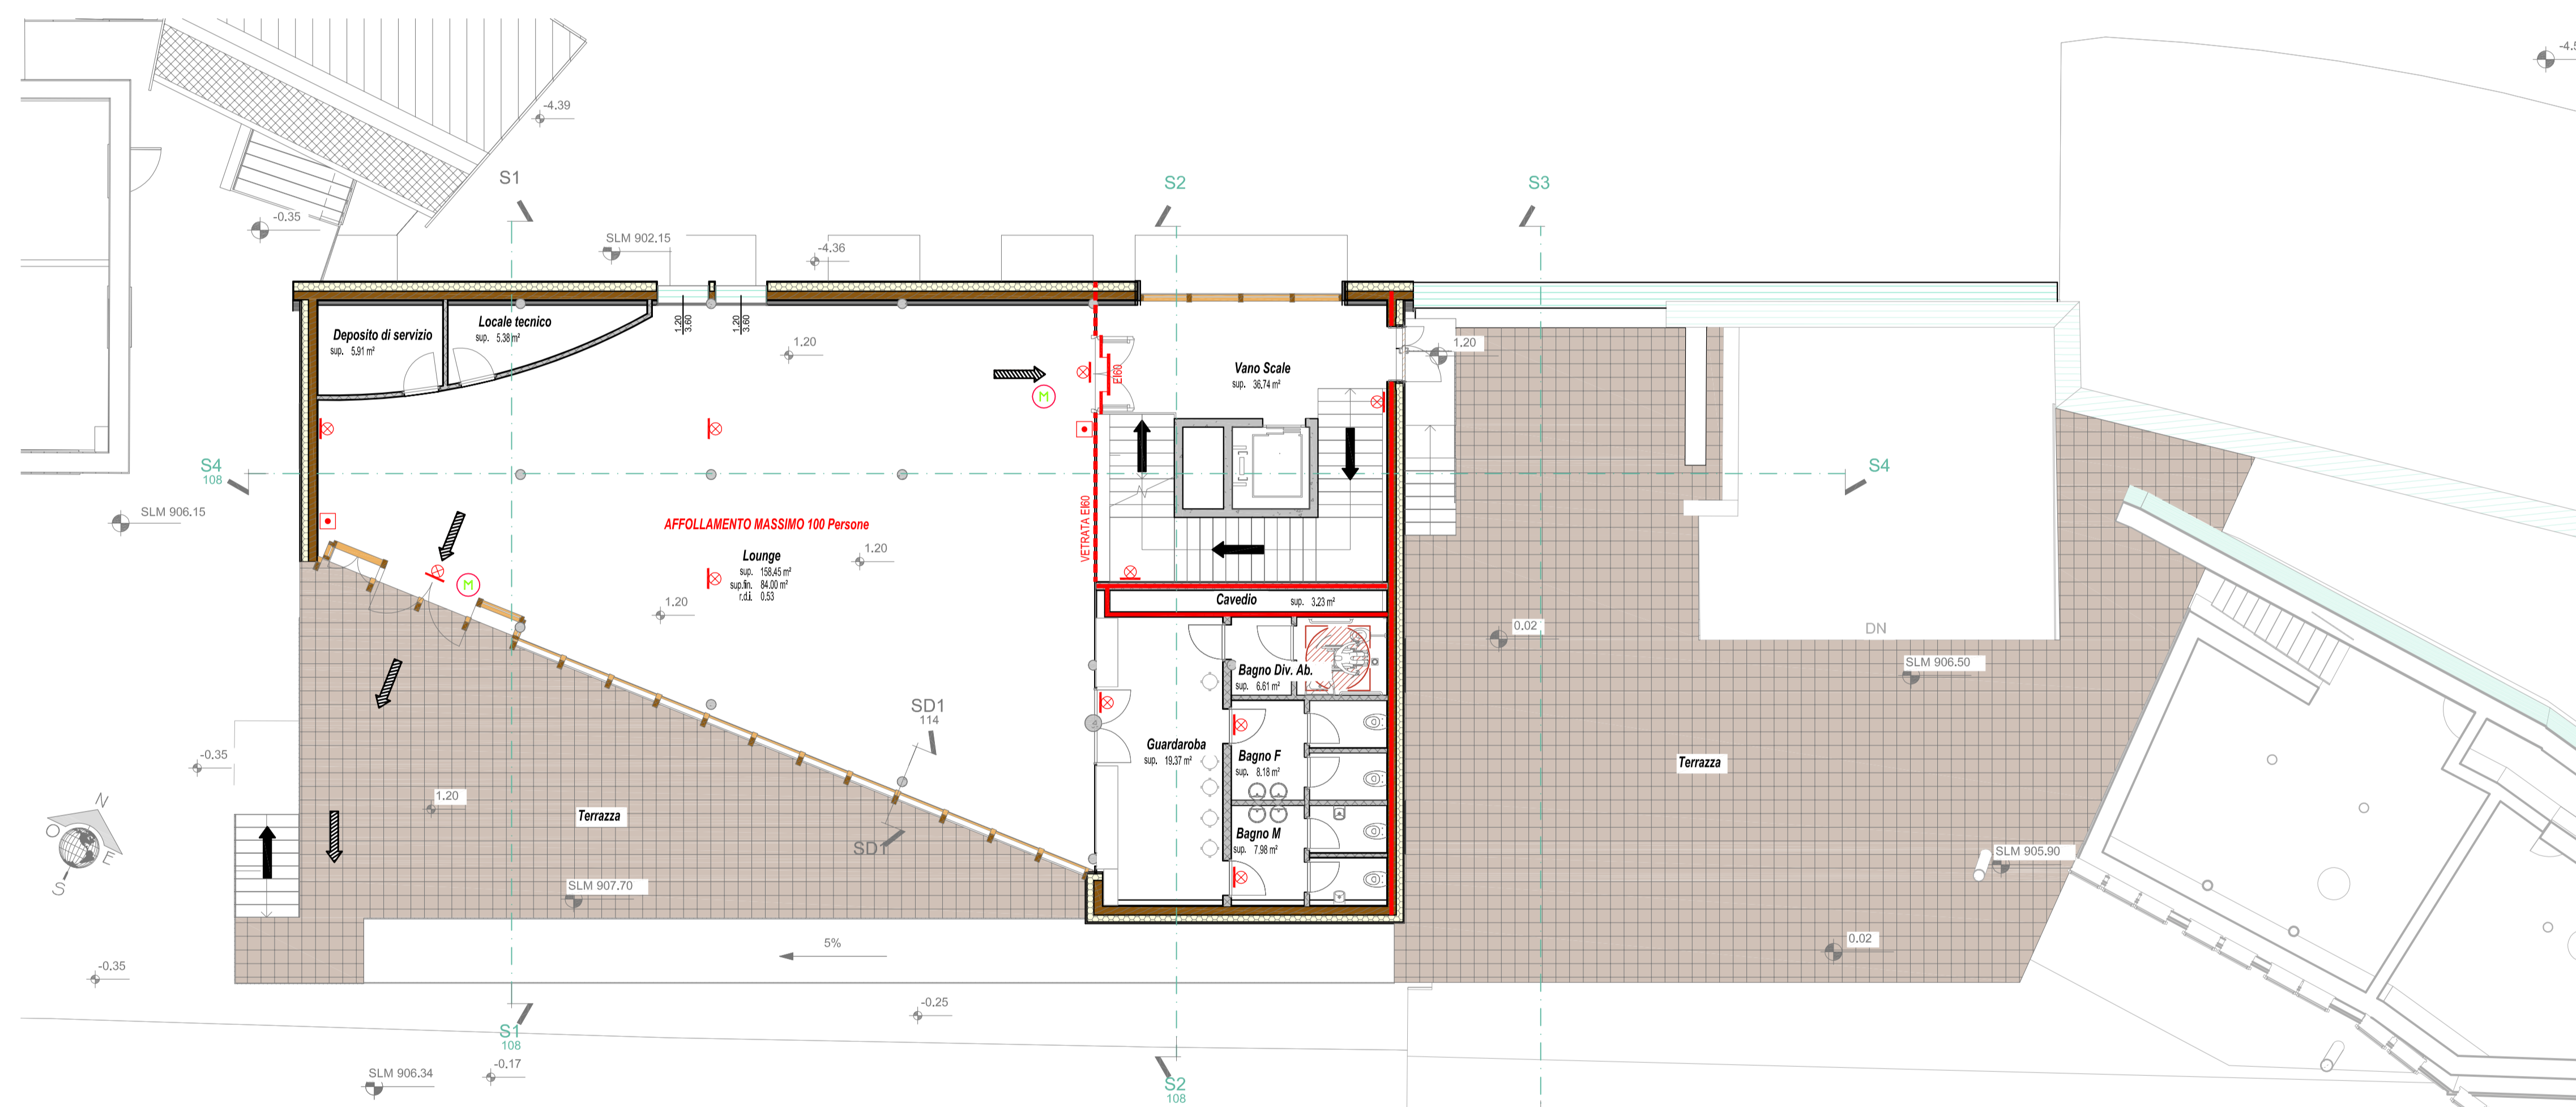 -4.39
S1
S2
S3
-0.35
SLM 902.15
-4.36
Deposito di servizio
sup. 5.91 m²
Locale tecnico
sup. 5.38 m²
1.20
3.60
1.20
3.60
1.20
M
EI60
Vano Scale
sup. 36,74 m²
1.20
S4
108
S4
SLM 906.15
AFFOLLAMENTO MASSIMO 100 Persone
Lounge
sup. 158,45 m²
sup.fin. 84,00 m²
r.d.i. 0,53
1.20
VETRATA EI60
M
1.20
Cavedio sup. 3.23 m²
0.02
DN
SLM 906.50
Bagno Div. Ab.
sup. 6.61 m²
SD1
114
Guardaroba
sup. 19.37 m²
Bagno F
sup. 8.18 m²
Terrazza
-0.35
1.20
Terrazza
N
O
E
S
SD1
Bagno M
sup. 7,98 m²
SLM 905.90
SLM 907.70
5%
0.02
-0.35
-0.25
S1
108
-0.17
SLM 906.34
S2
108